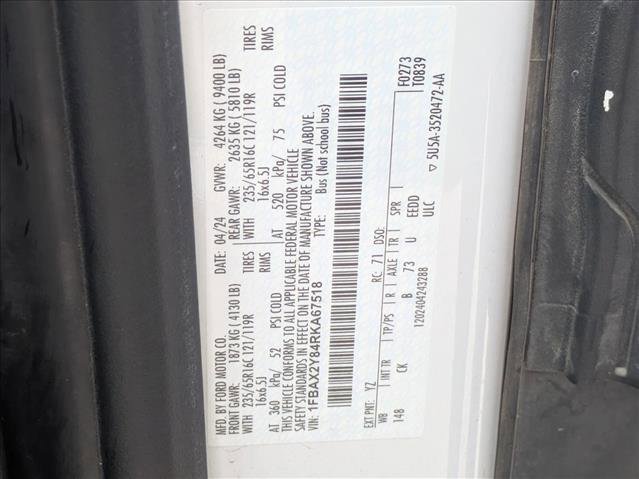 MFD. BY FORD MOTOR CO. DATE: 04/24 GVWR: 4264 KG ( 9400 LB)
FRONT GAWR: 1873 KG ( 4130 LB) REAR GAWR: 2635 KG ( 5810 LB)
WITH 235/65R16C 121/119R TIRES WITH 235/65R16C 121/119R TIRES
16x6.5J RIMS 16x6.5J RIMS
AT 360 kPa/ 52 PSI COLD AT 520 kPa/ 75 PSI COLD
THIS VEHICLE CONFORMS TO ALL APPLICABLE FEDERAL MOTOR VEHICLE
SAFETY STANDARDS IN EFFECT ON THE DATE OF MANUFACTURE SHOWN ABOVE.
VIN: 1FBAX2Y84RKA67518 TYPE: Bus (Not school bus)
EXT PNT: YZ RC: 71 DSO: F0273
WB INT TR TP/PS R AXLE TR SPR T0839
148 CK B 73 U EEDD
ULC
1202404243288 ▽ 5U5A-3520472-AA